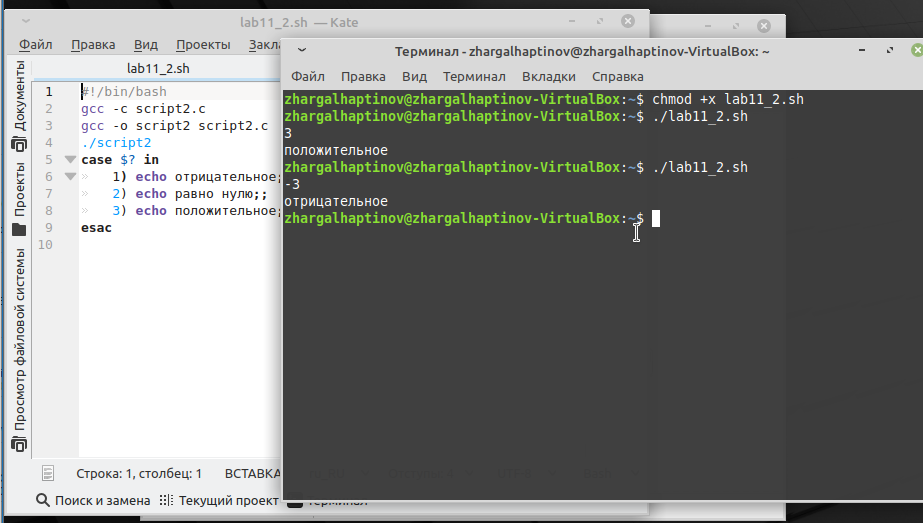 lab11_2.sh — Kate
Файл Правка Вид Проекты Закла
lab11_2.sh
Документы
Проекты
Просмотр файловой системы
1 #!/bin/bash
2 gcc -c script2.c
3 gcc -o script2 script2.c
4 ./script2
5 case $? in
6 1) echo отрицательное;
7 2) echo равно нулю;;
8 3) echo положительное;
9 esac
10
Строка: 1, столбец: 1 ВСТАВКА
Поиск и замена Текущий проект Терминал
Терминал - zhargalhaptinov@zhargalhaptinov-VirtualBox: ~
Файл Правка Вид Терминал Вкладки Справка
zhargalhaptinov@zhargalhaptinov-VirtualBox:~$ chmod +x lab11_2.sh
zhargalhaptinov@zhargalhaptinov-VirtualBox:~$ ./lab11_2.sh
3
положительное
zhargalhaptinov@zhargalhaptinov-VirtualBox:~$ ./lab11_2.sh
-3
отрицательное
zhargalhaptinov@zhargalhaptinov-VirtualBox:~$